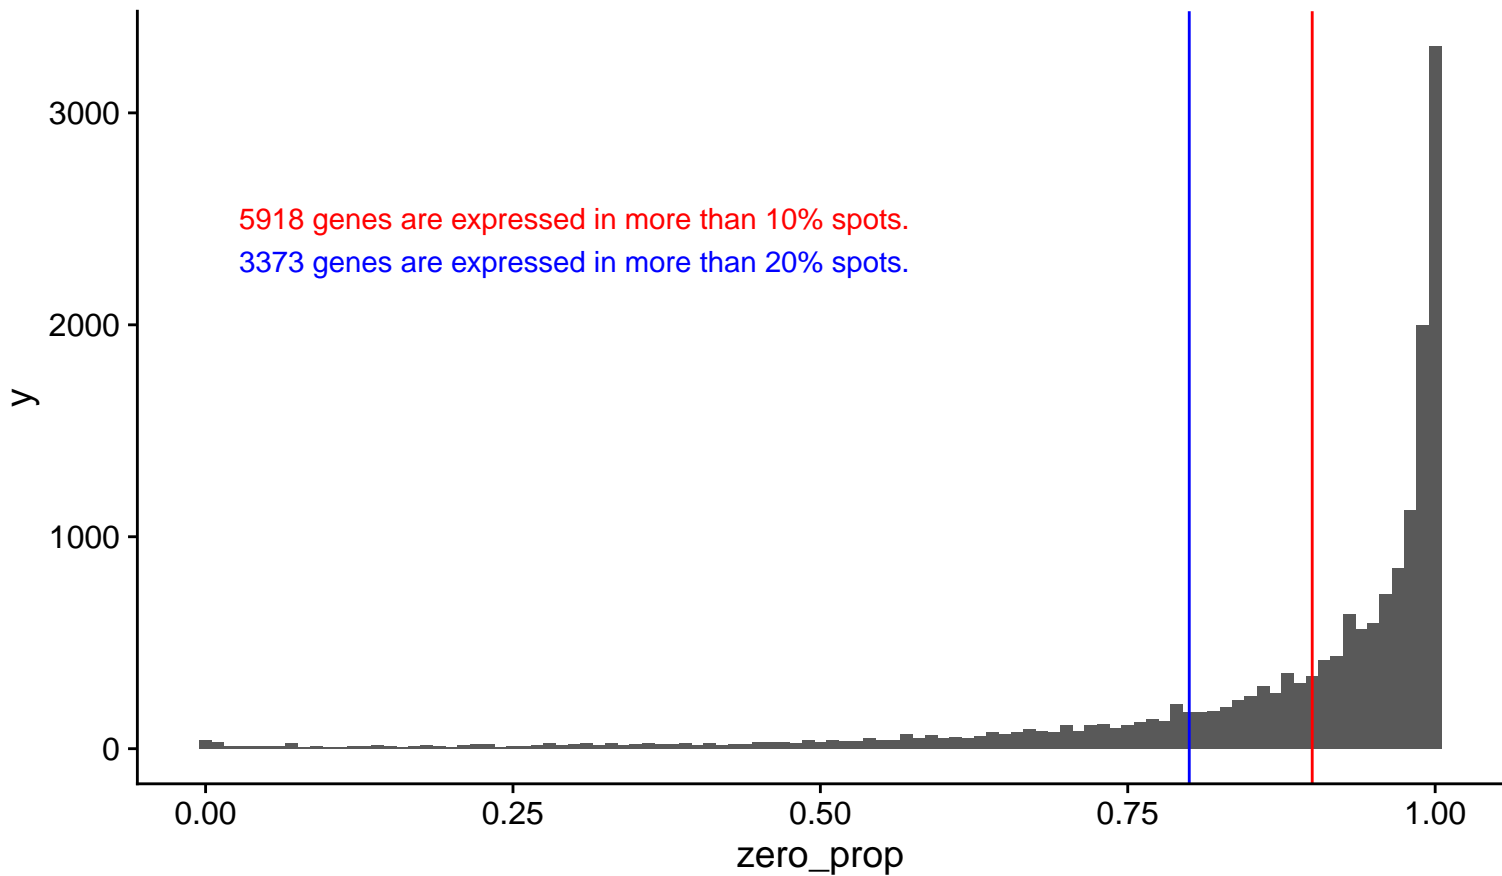 3000
2000
1000
0
y
5918 genes are expressed in more than 10% spots.
3373 genes are expressed in more than 20% spots.
0.00 0.25 0.50 0.75 1.00
zero_prop